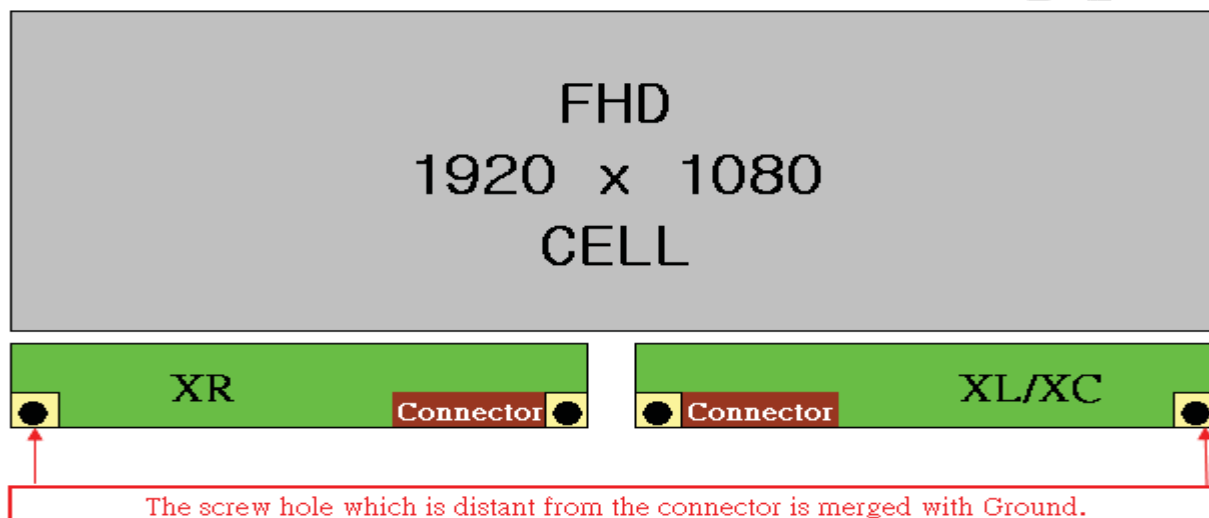 FHD
1920 x 1080
CELL
XR
Connector
Connector
XL/XC
The screw hole which is distant from the connector is merged with Ground.